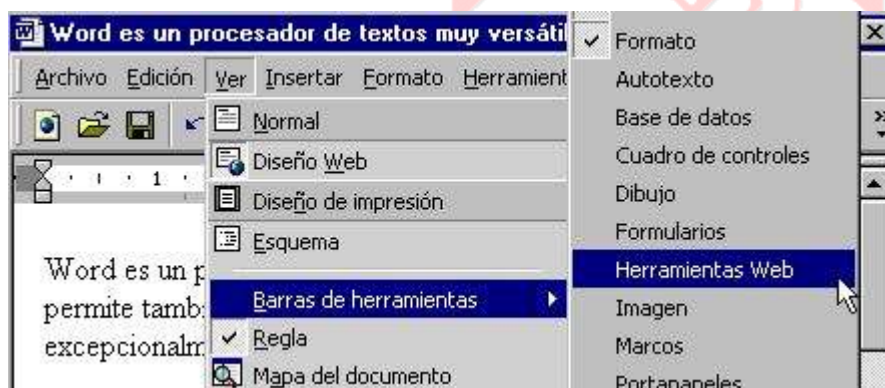 Word es un procesador de textos muy versáti
Archivo Edición Ver Insertar Formato Herramient
Normal
Diseño Web
Diseño de impresión
Esquema
Barras de herramientas
Regla
Mapa del documento
Formato
Autotexto
Base de datos
Cuadro de controles
Dibujo
Formularios
Herramientas Web
Imagen
Marcos
Portapapeles
1
Word es un p
permite tamb
excepcionalm